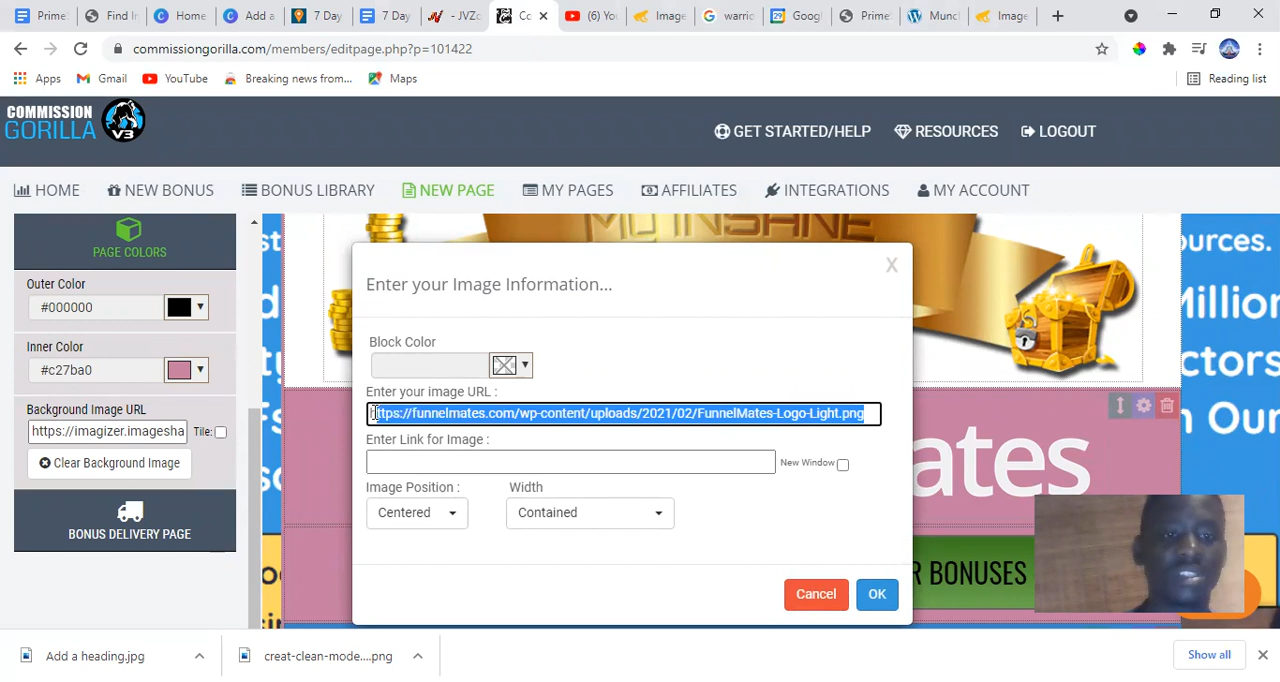 Prime:
Find In
Home
Add a
7 Day
7 Day
- JVZo
Co
(6) You
Image
warric
Googl
Prime
Munch
Image
commissiongorilla.com/members/editpage.php?p=101422
Apps
Gmail
YouTube
Breaking news from...
Maps
Reading list
COMMISSION
GORILLA
V3
GET STARTED/HELP
RESOURCES
LOGOUT
HOME
NEW BONUS
BONUS LIBRARY
NEW PAGE
MY PAGES
AFFILIATES
INTEGRATIONS
MY ACCOUNT
PAGE COLORS
Outer Color
#000000
Inner Color
#c27ba0
Background Image URL
https://imagizer.imagesha
Tile:
Clear Background Image
BONUS DELIVERY PAGE
INSANE
ources.
Million
ctors
n Our
ates
R BONUSES
Enter your Image Information...
X
Block Color
Enter your image URL :
https://funnelmates.com/wp-content/uploads/2021/02/FunnelMates-Logo-Light.png
Enter Link for Image :
New Window
Image Position :
Width
Centered
Contained
Cancel
OK
Add a heading.jpg
creat-clean-mode....png
Show all